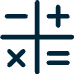 − +
× =